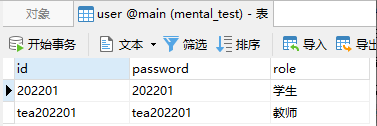 对象 user @main (mental_test) - 表
开始事务 文本 筛选 排序 导入 导出
id password role
202201 202201 学生
tea202201 tea202201 教师